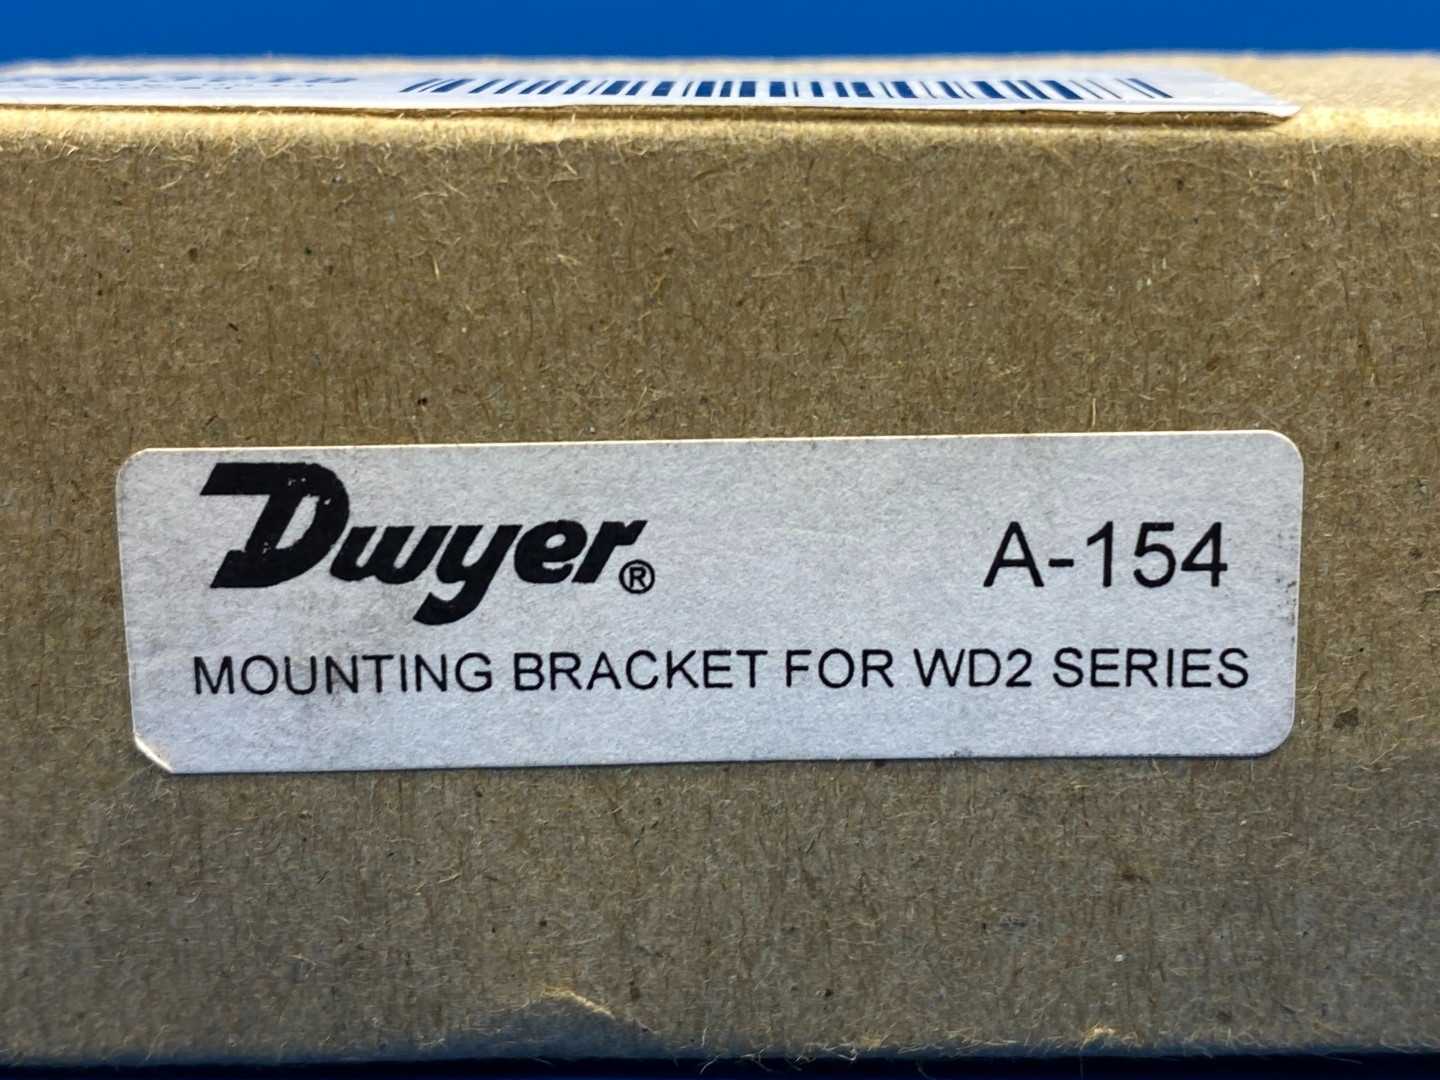 Dwyer® A-154
MOUNTING BRACKET FOR WD2 SERIES